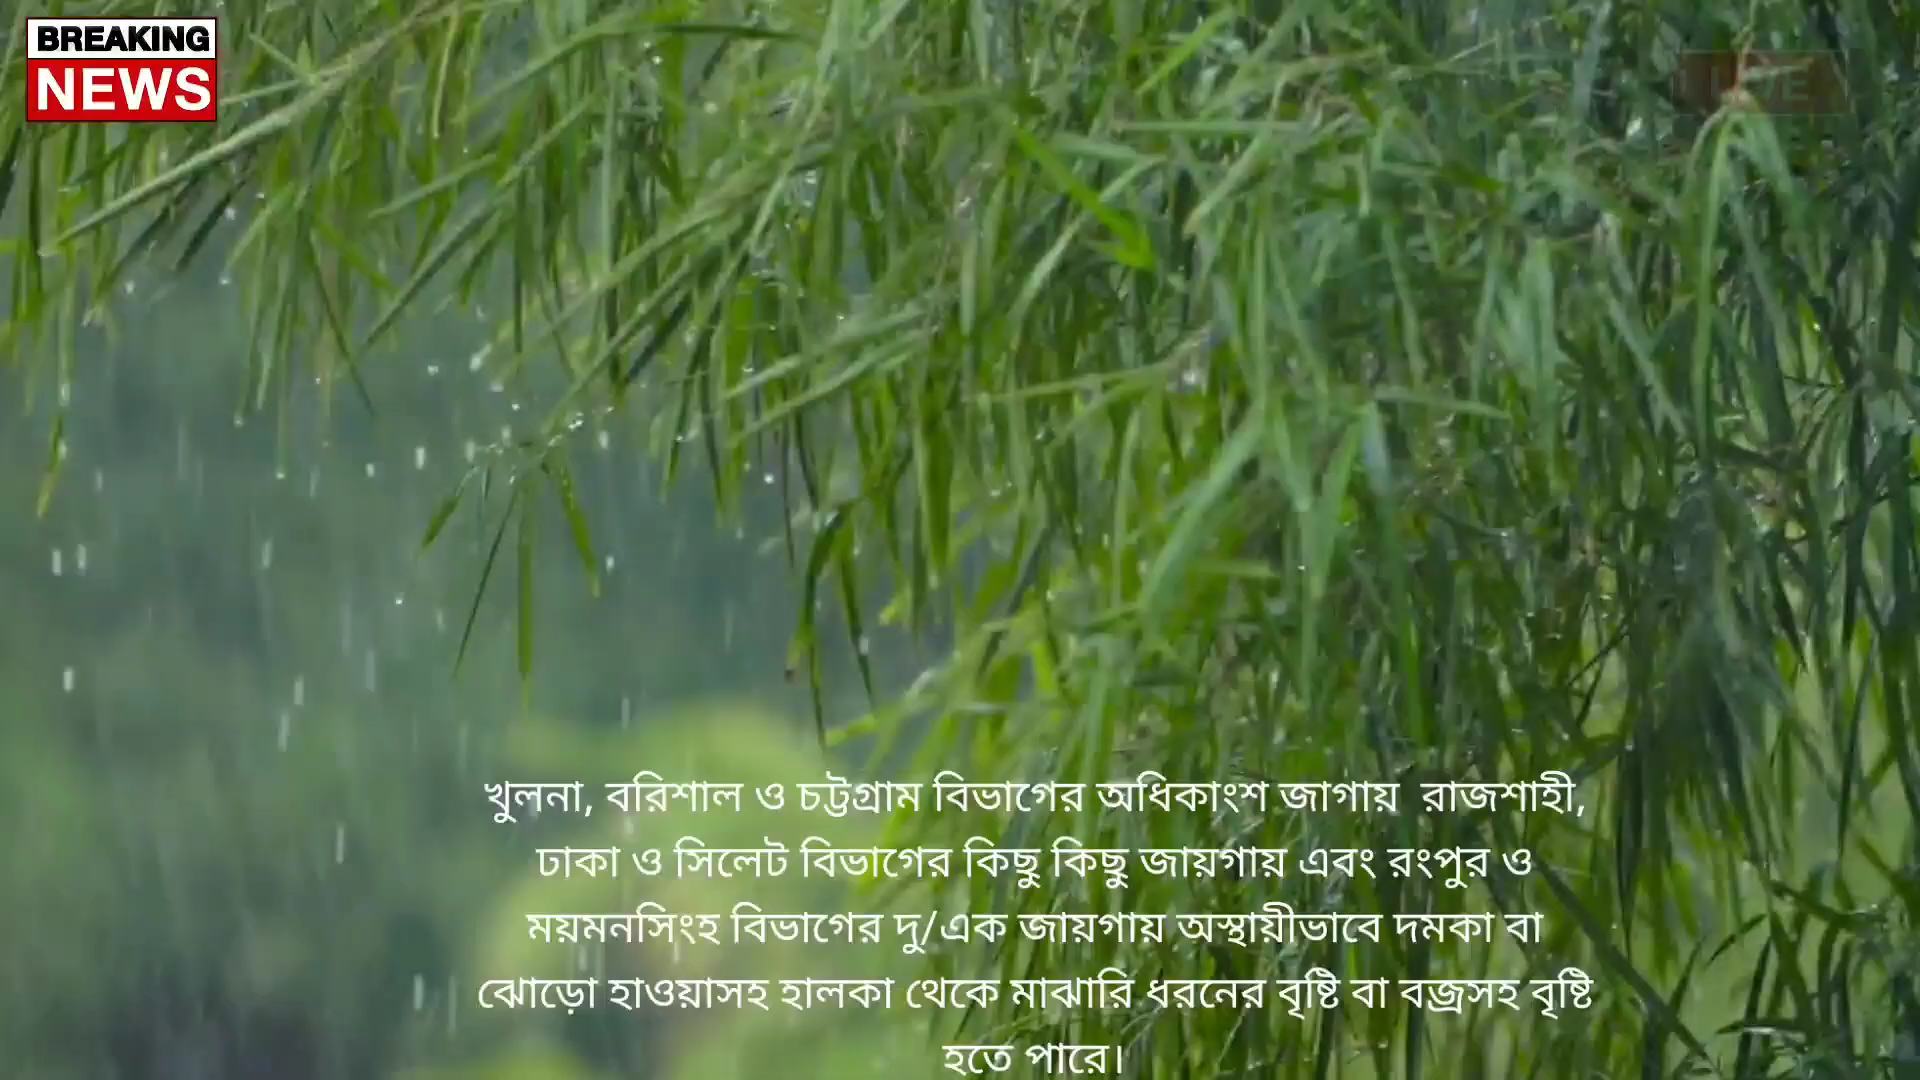 BREAKING
NEWS
LIVE
খুলনা, বরিশাল ও চট্টগ্রাম বিভাগের অধিকাংশ জাগায় রাজশাহী,
ঢাকা ও সিলেট বিভাগের কিছু কিছু জায়গায় এবং রংপুর ও
ময়মনসিংহ বিভাগের দু/এক জায়গায় অস্থায়ীভাবে দমকা বা
ঝোড়ো হাওয়াসহ হালকা থেকে মাঝারি ধরনের বৃষ্টি বা বজ্রসহ বৃষ্টি
হতে পারে।